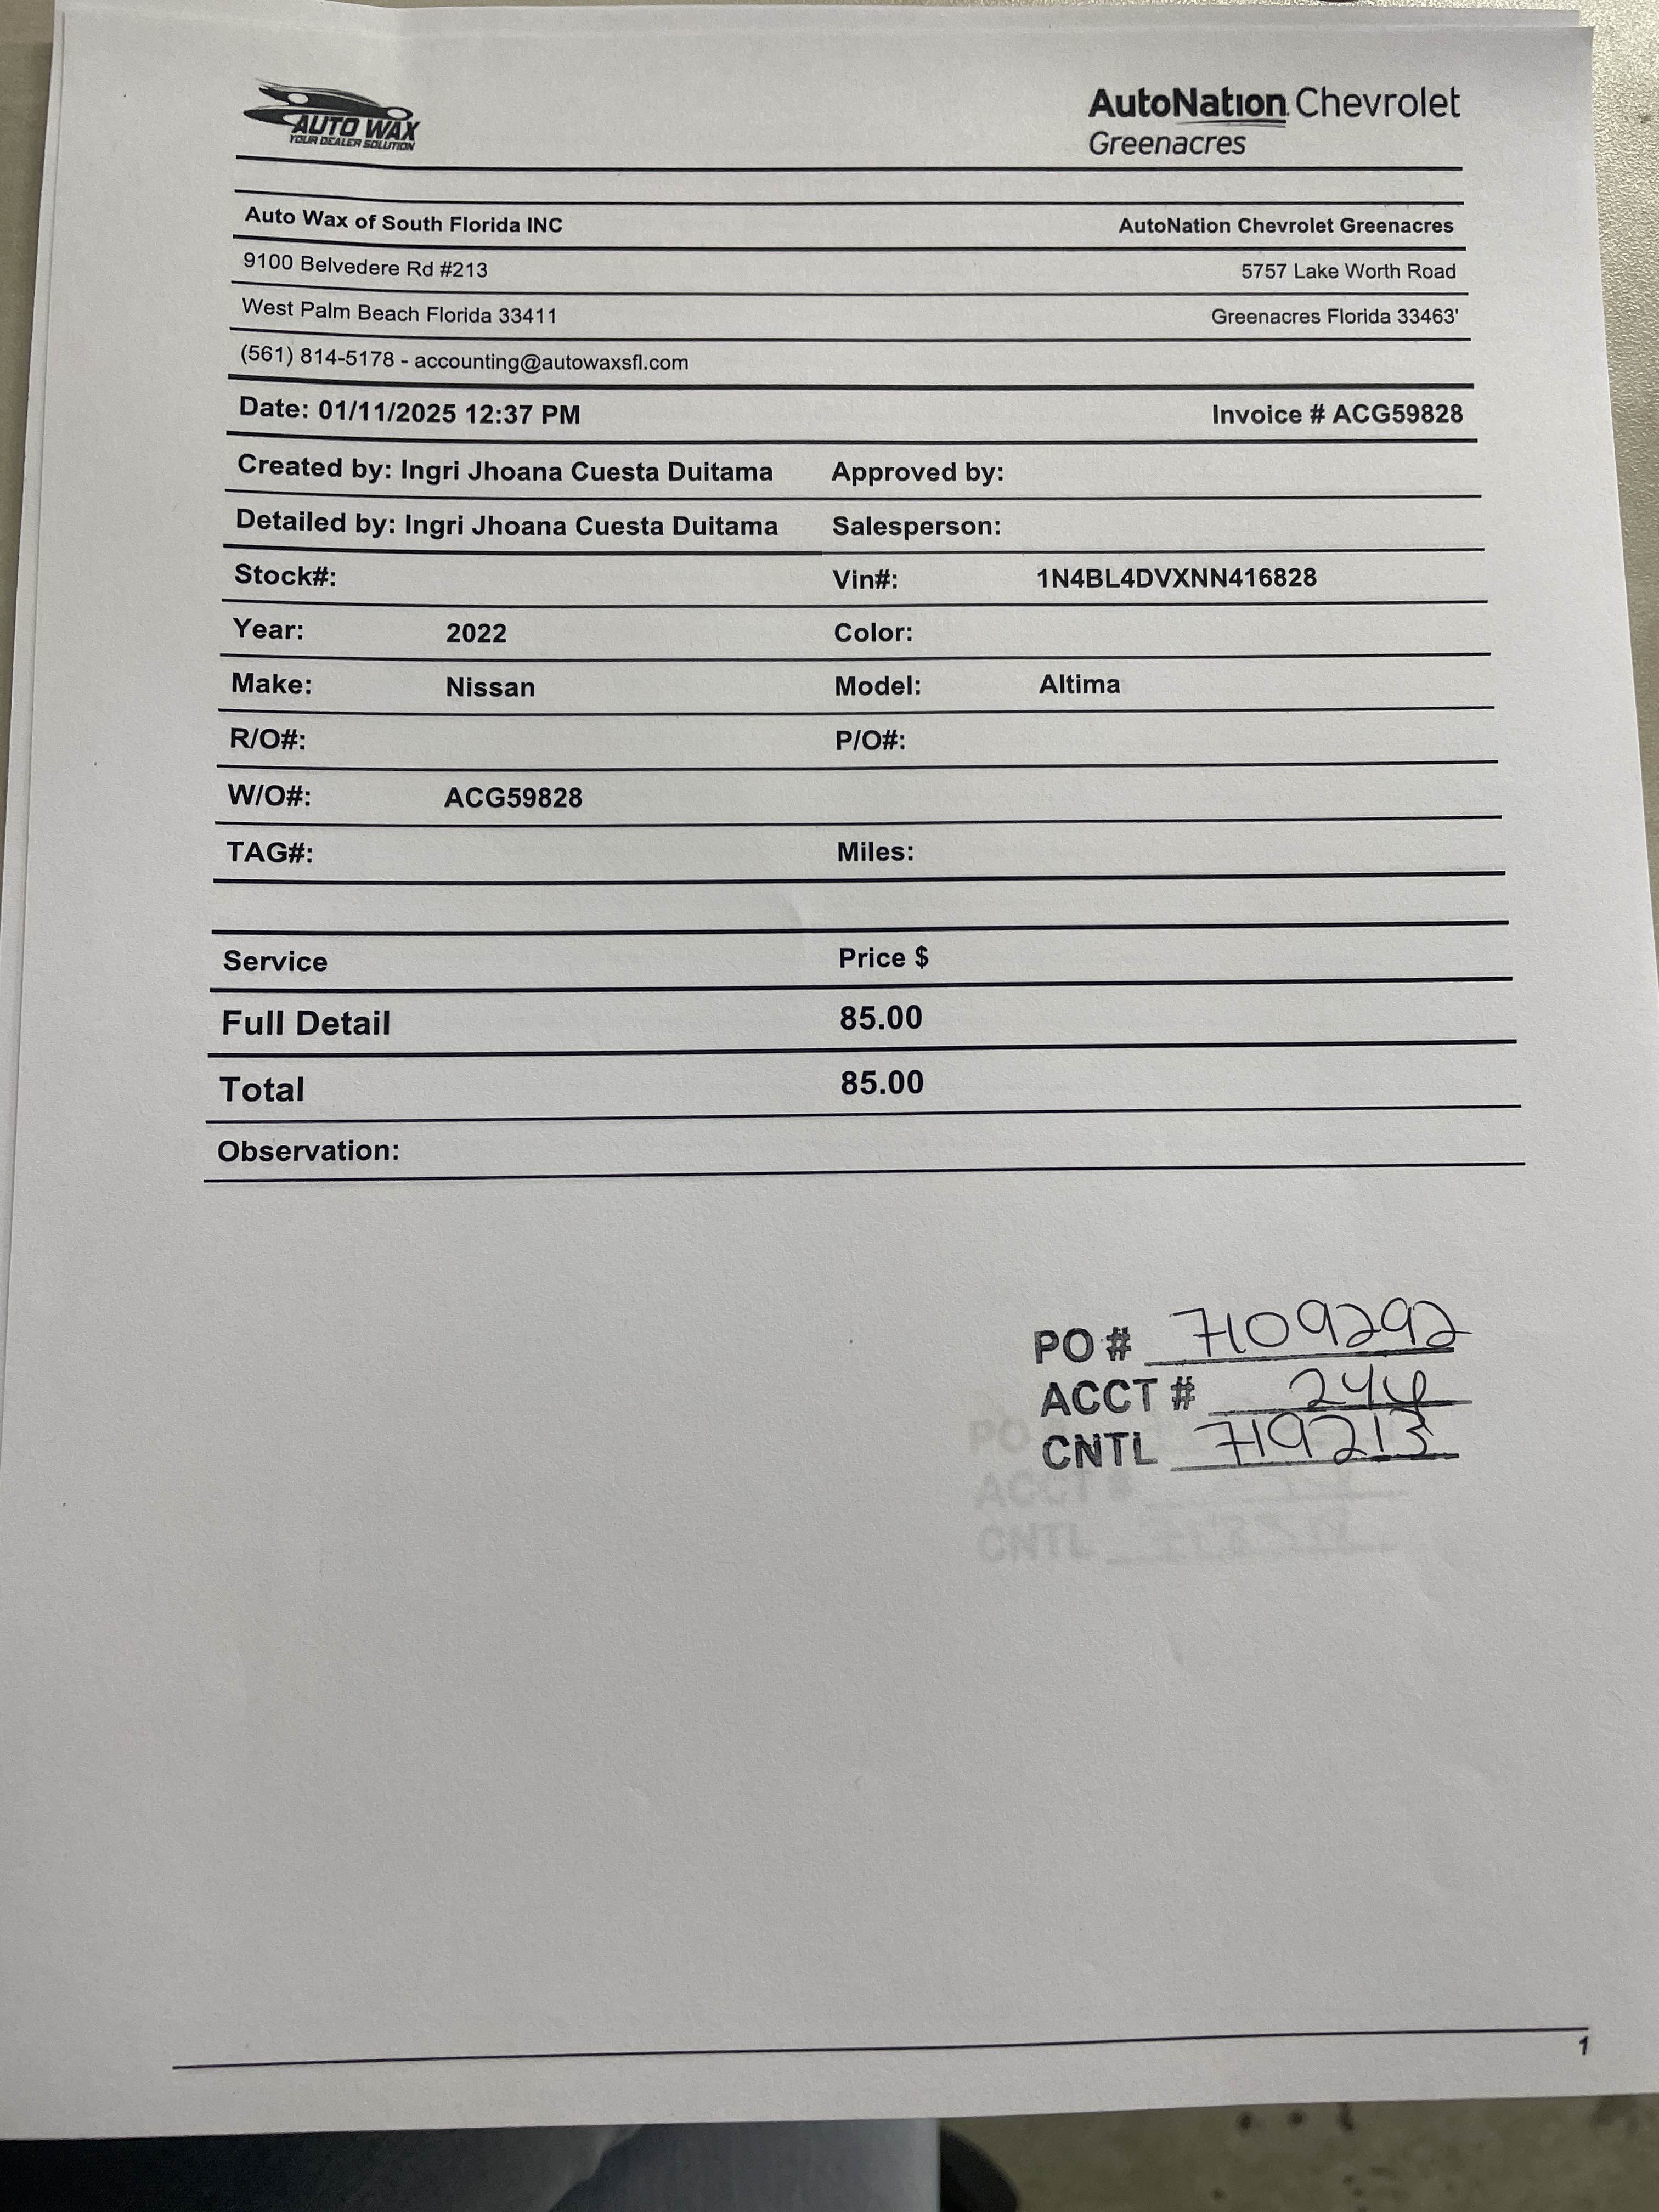 AUTO WAX
YOUR DEALER SOLUTION
AutoNation Chevrolet
Greenacres
Auto Wax of South Florida INC
AutoNation Chevrolet Greenacres
9100 Belvedere Rd #213
5757 Lake Worth Road
West Palm Beach Florida 33411
Greenacres Florida 33463'
(561) 814-5178 - accounting@autowaxsfl.com
Date: 01/11/2025 12:37 PM
Invoice # ACG59828
Created by: Ingri Jhoana Cuesta Duitama Approved by:
Detailed by: Ingri Jhoana Cuesta Duitama Salesperson:
Stock#: Vin#: 1N4BL4DVXNN416828
Year: 2022 Color:
Make: Nissan Model: Altima
R/O#: P/O#:
W/O#: ACG59828
TAG#: Miles:
Service Price $
Full Detail 85.00
Total 85.00
Observation:
PO # 7109292
ACCT #
CNTL 719213
PO #
ACCT #
CNTL
1